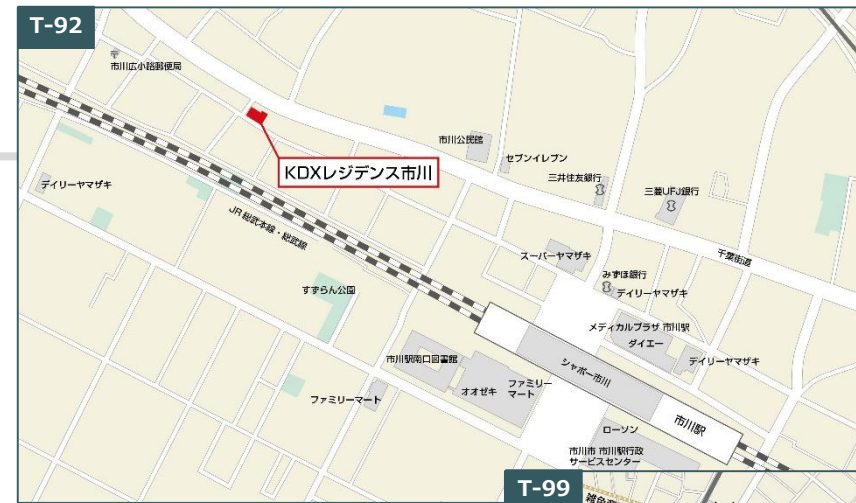 T-92
市川広小路郵便局
KDXレジデンス市川
市川公民館
セブンイレブン
三井住友銀行
三菱UFJ銀行
デイリーヤマザキ
JR総武本線・総武線
千葉街道
スーパーヤマザキ
みずほ銀行
デイリーヤマザキ
すずらん公園
メディカルプラザ 市川駅
ダイエー
デイリーヤマザキ
市川駅南口図書館
シャポー市川
ファミリーマート
オオゼキ
ファミリー
マート
市川駅
ローソン
市川市 市川駅行政
サービスセンター
T-99